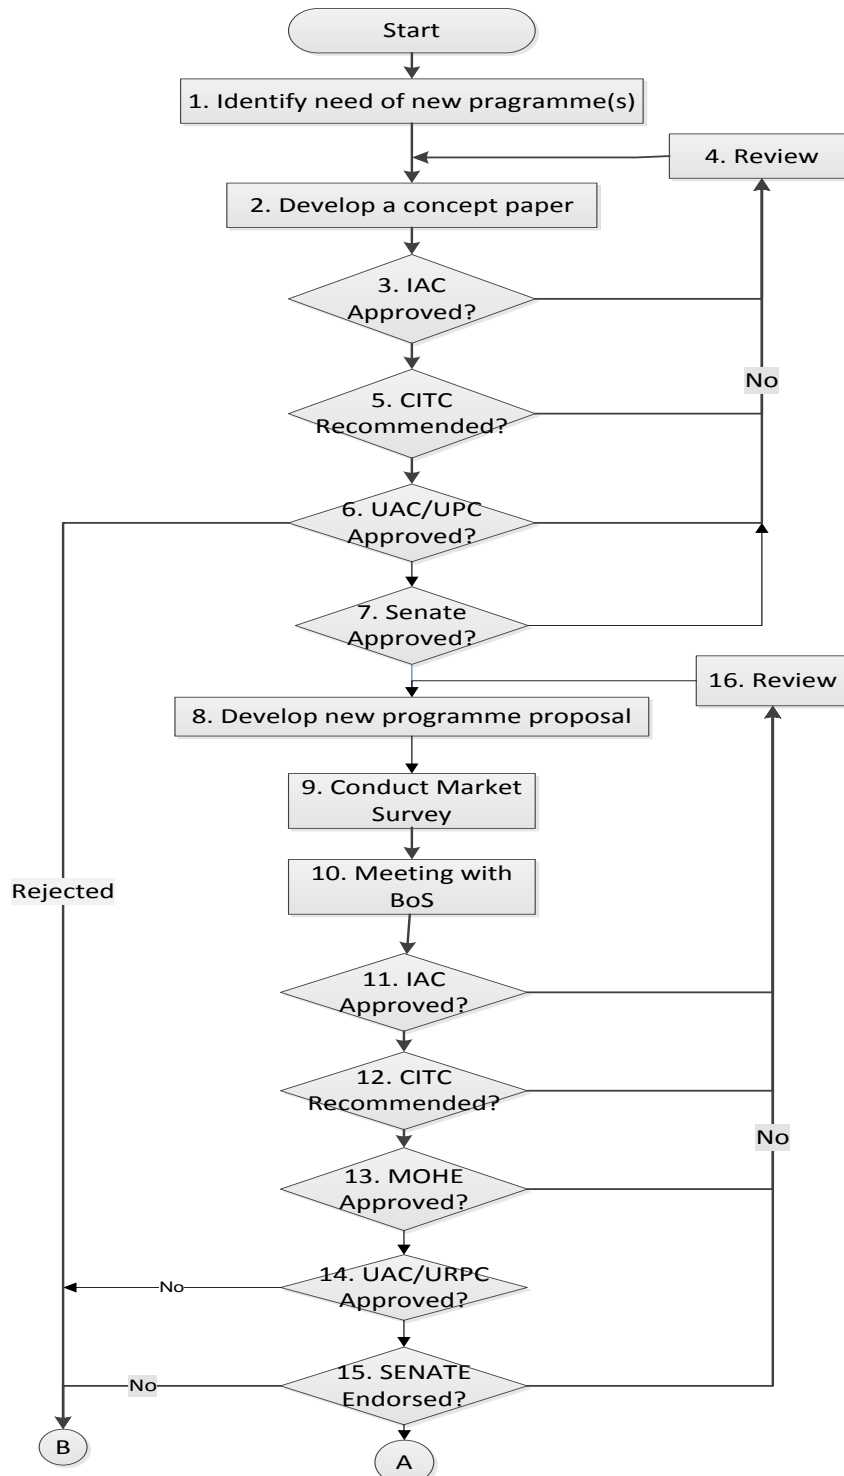 Start
1. Identify need of new pragramme(s)
4. Review
2. Develop a concept paper
3. IAC
Approved?
No
5. CITC
Recommended?
6. UAC/UPC
Approved?
7. Senate
Approved?
16. Review
8. Develop new programme proposal
9. Conduct Market
Survey
10. Meeting with
BoS
Rejected
11. IAC
Approved?
12. CITC
Recommended?
No
13. MOHE
Approved?
14. UAC/URPC
Approved?
No
15. SENATE
Endorsed?
No
B
A